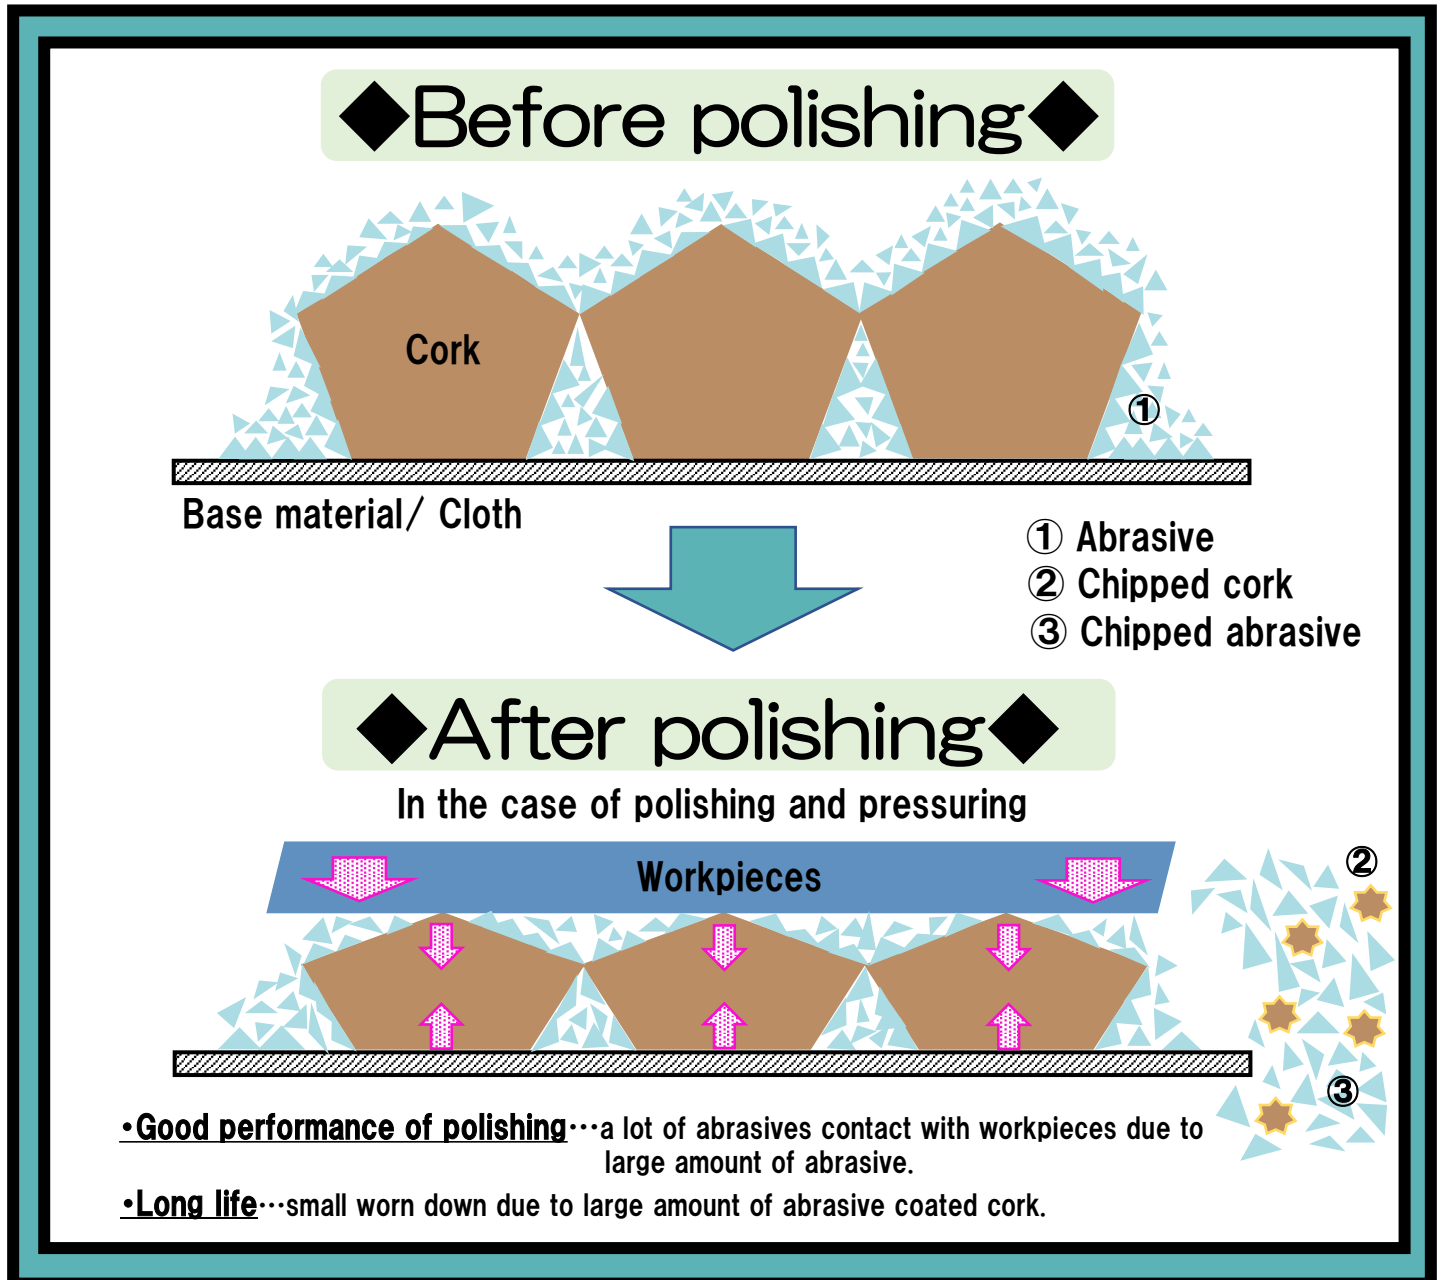 ◆Before polishing◆
Cork
①
Base material/ Cloth
① Abrasive
② Chipped cork
③ Chipped abrasive
◆After polishing◆
In the case of polishing and pressuring
Workpieces
②
③
・Good performance of polishing…a lot of abrasives contact with workpieces due to
large amount of abrasive.
・Long life…small worn down due to large amount of abrasive coated cork.